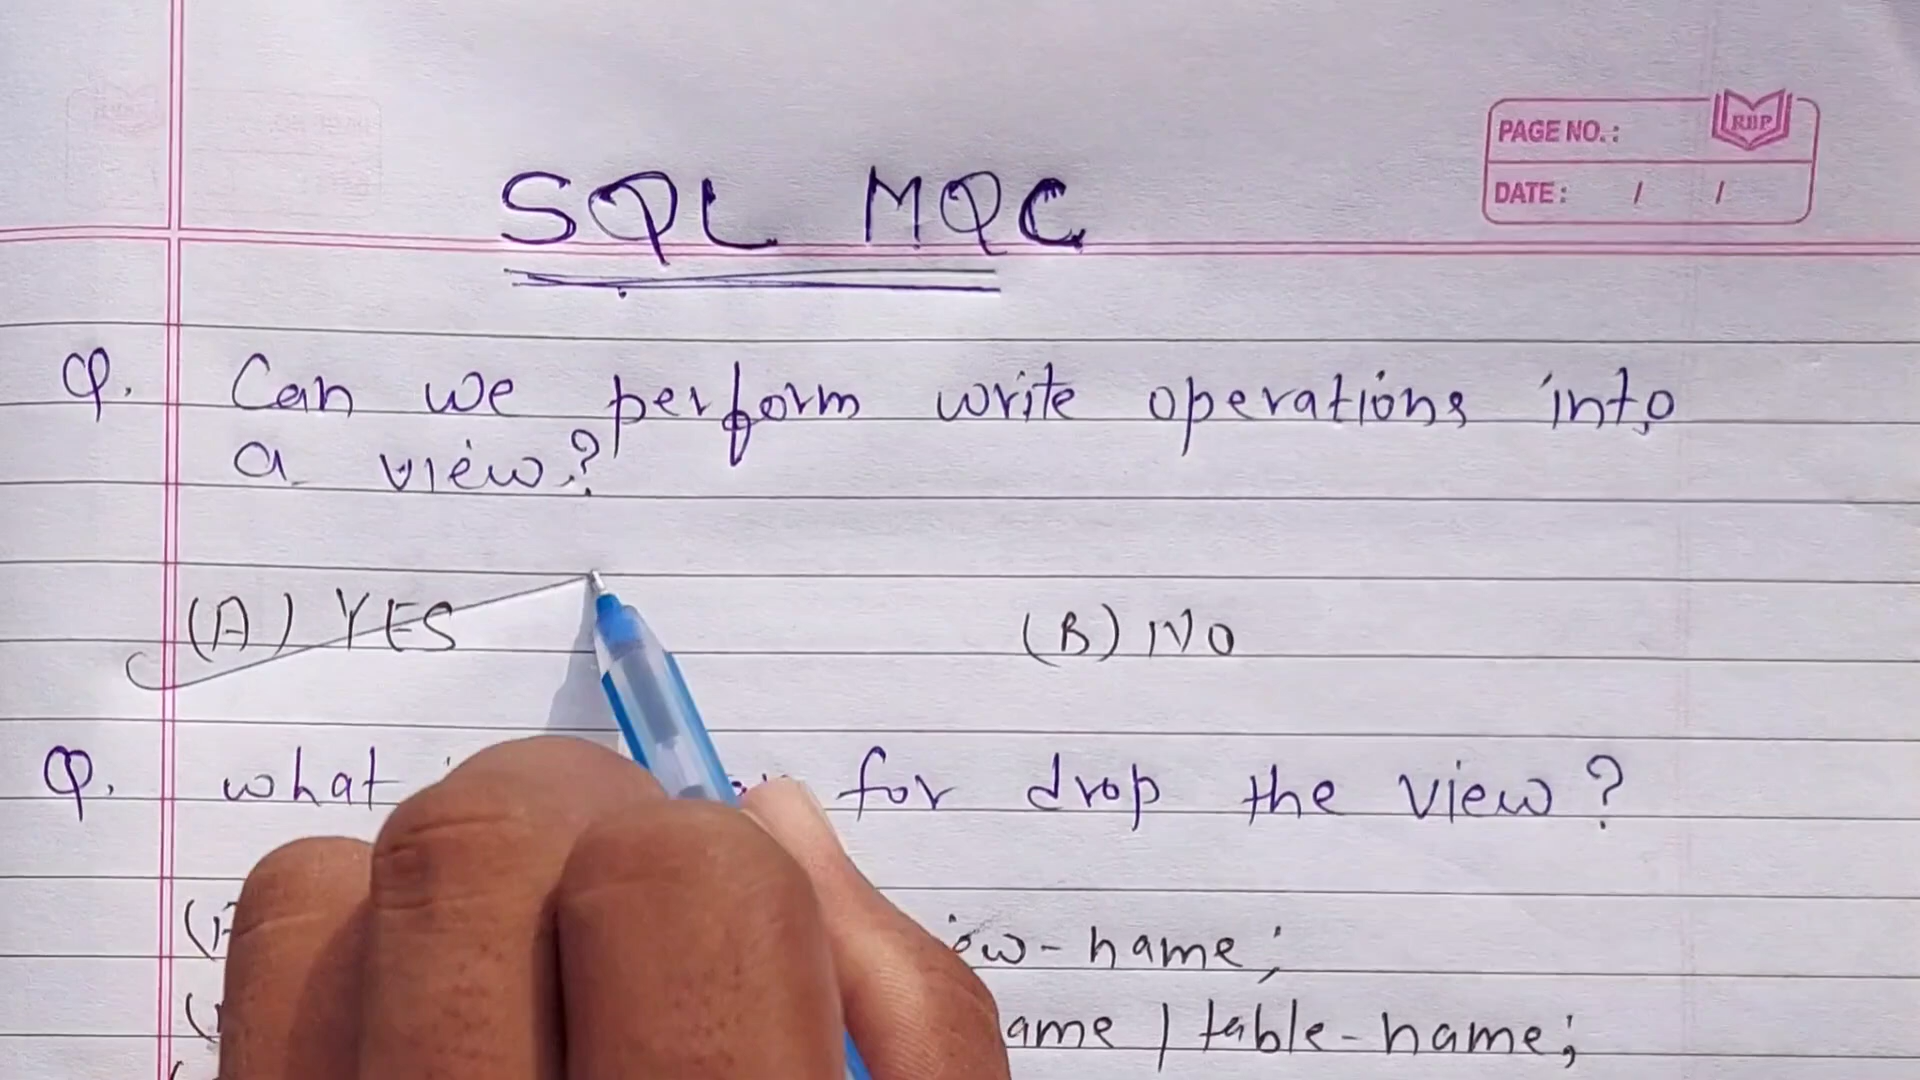 RBP
PAGE NO.:
DATE: / /
SQL MQC
Q. Can we perform write operations into
a view?
(A) YES (B) NO
Q. what for drop the view?
-name;
| table-name;